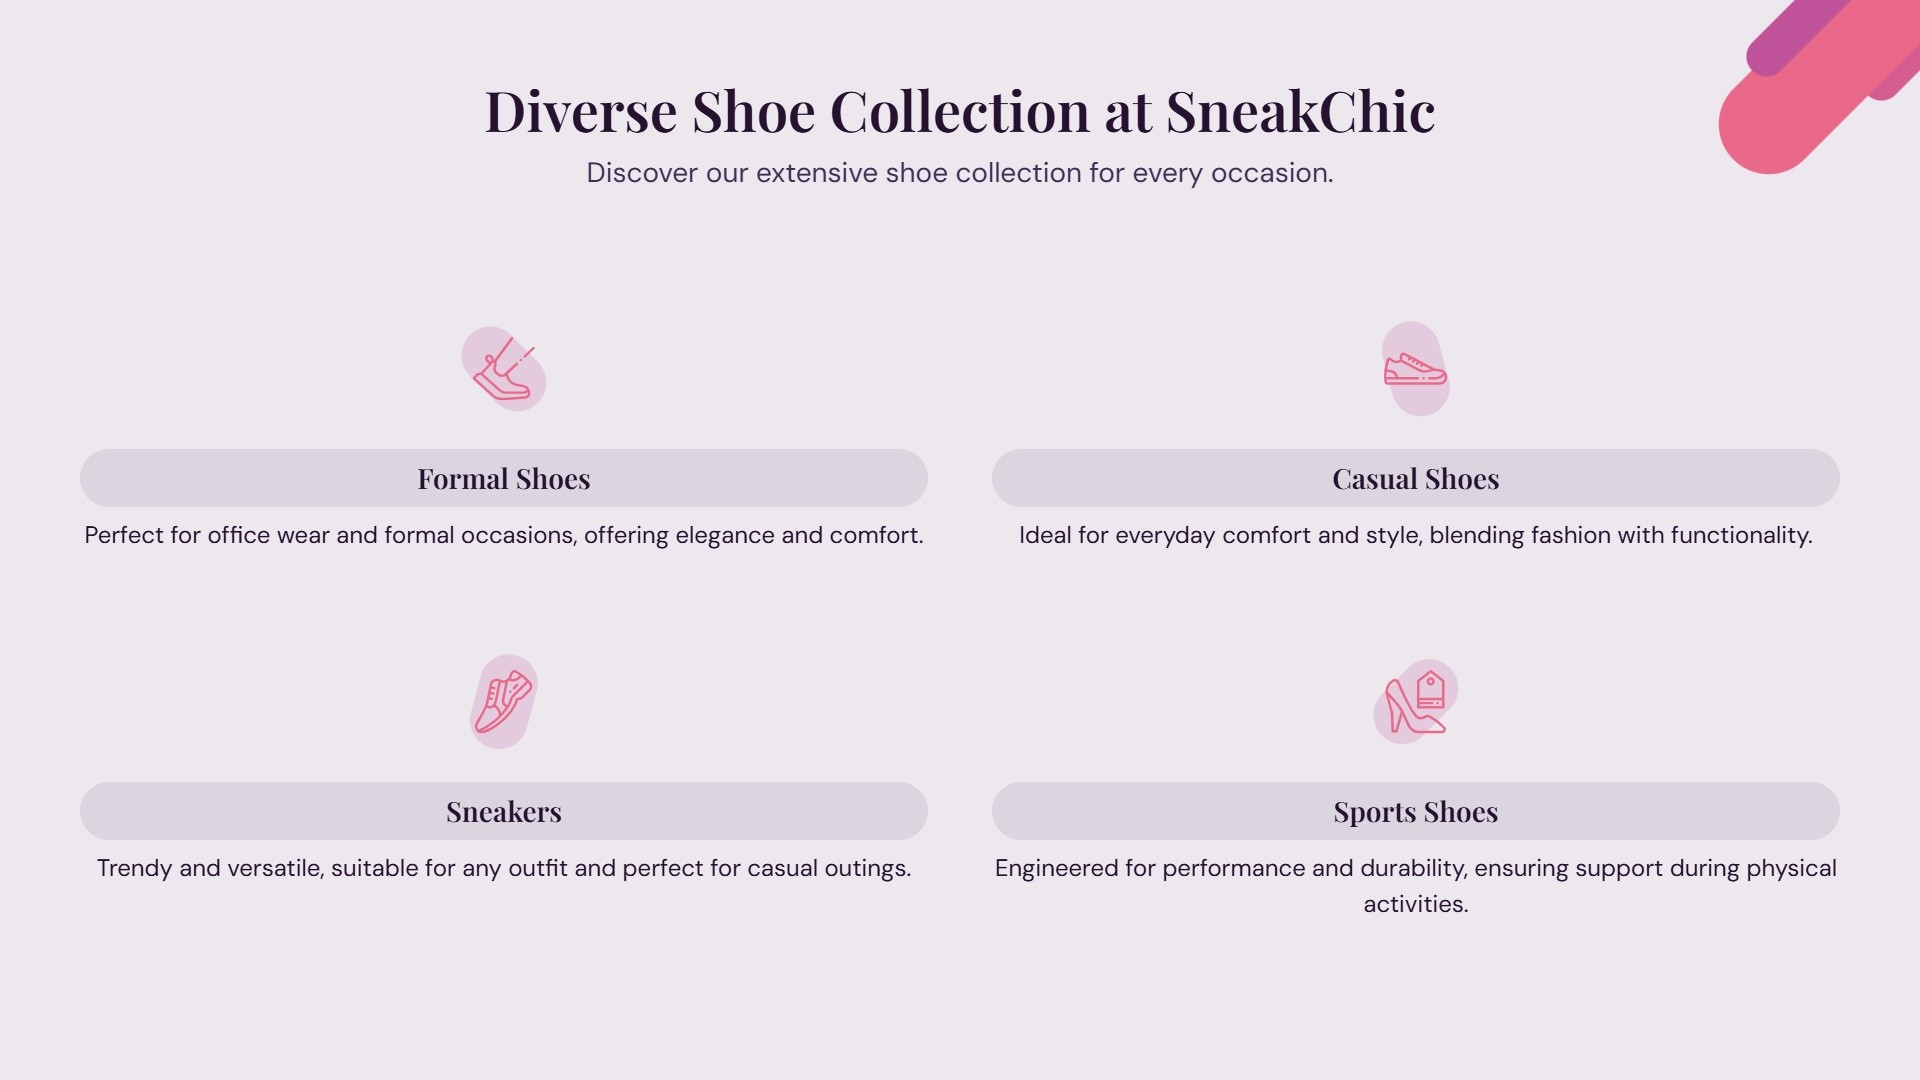 Diverse Shoe Collection at SneakChic
Discover our extensive shoe collection for every occasion.
Formal Shoes
Perfect for office wear and formal occasions, offering elegance and comfort.
Casual Shoes
Ideal for everyday comfort and style, blending fashion with functionality.
Sneakers
Trendy and versatile, suitable for any outfit and perfect for casual outings.
Sports Shoes
Engineered for performance and durability, ensuring support during physical
activities.